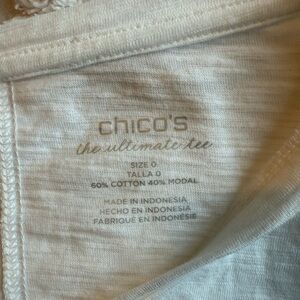 chico's
the ultimate tee
SIZE 0
TALLA 0
60% COTTON 40% MODAL
MADE IN INDONESIA
HECHO EN INDONESIA
FABRIQUÉ EN INDONÉSIE